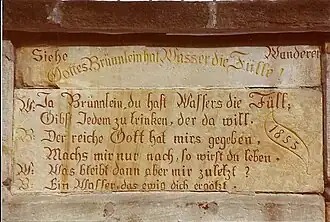 Siehe Wanderer
Gottes Brünnlein hat Wasser die Fülle!
W: Ja Brünnlein, du hast Wassers die Füll;
Gibst Jedem zu trinken, der da will.
B: Der reiche Gott hat mirs gegeben,
Machs mir nur nach, so wirst du leben.
W: Was bleibt dann aber mir zuletzt?
B: Ein Wasser, das ewig dich ergötzt.
1853